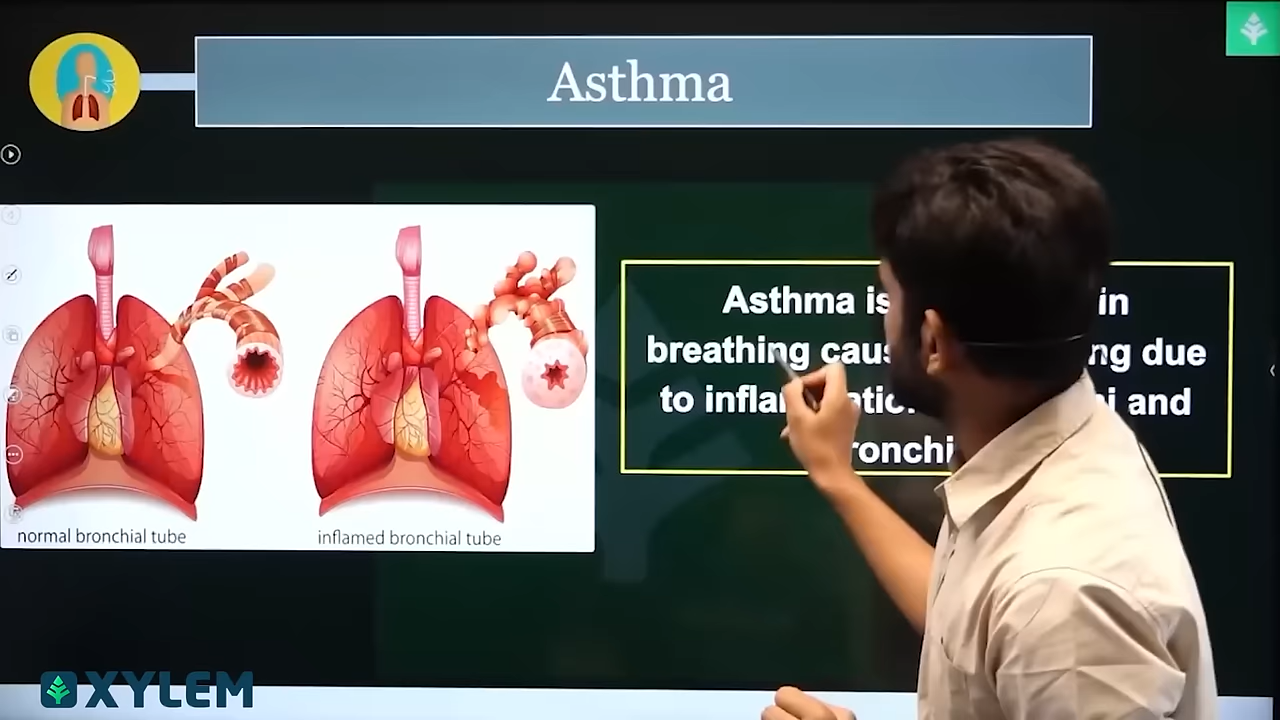 Asthma
Asthma is in
breathing caus ng due
to infla atio i and
ronchi
normal bronchial tube
inflamed bronchial tube
XYLEM